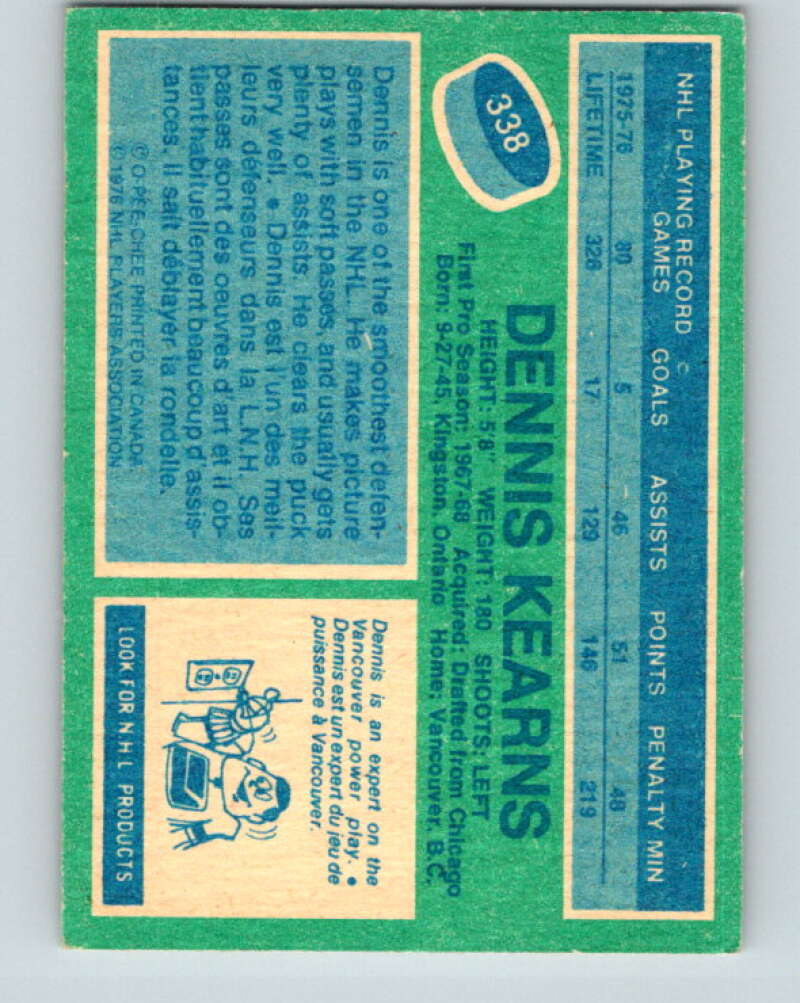 NHL PLAYING RECORD
GAMES GOALS ASSISTS POINTS PENALTY MIN
1975-76 80 5 46 51 48
LIFETIME 328 17 129 146 219
338
DENNIS KEARNS
HEIGHT: 5'8" WEIGHT: 180 SHOOTS: LEFT
First Pro Season: 1967-68 Acquired: Drafted from Chicago
Born: 9-27-45, Kingston, Ontario Home: Vancouver, B.C.
Dennis is one of the smoothest defen-
semen in the NHL. He makes picture
plays with soft passes, and usually gets
plenty of assists. He clears the puck
very well. • Dennis est l'un des meil-
leurs défenseurs dans la L.N.H. Ses
passes sont des oeuvres d'art et il ob-
tient habituellement beaucoup d'assis-
tances. Il sait déblayer la rondelle.
© O-PEE-CHEE PRINTED IN CANADA
© 1976 NHL PLAYERS ASSOCIATION
Dennis is an expert on the
Vancouver power play. •
Dennis est un expert du jeu de
puissance à Vancouver.
LOOK FOR N.H.L. PRODUCTS